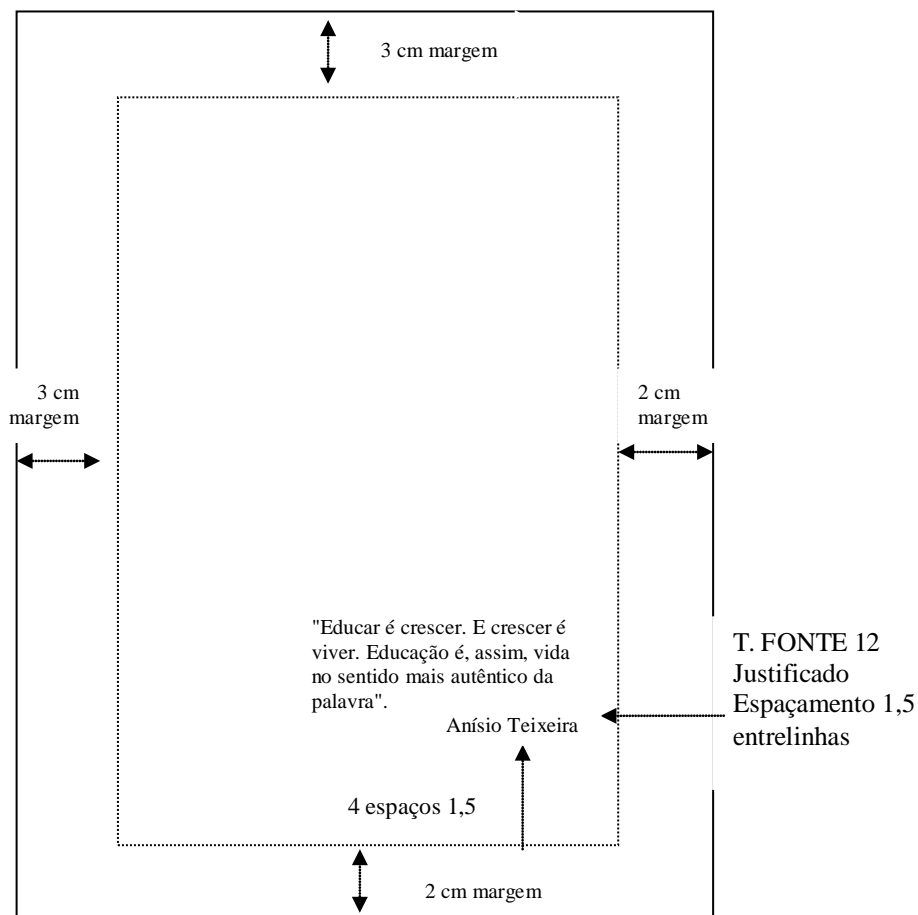 3 cm margem
3 cm
margem
2 cm
margem
"Educar é crescer. E crescer é
viver. Educação é, assim, vida
no sentido mais autêntico da
palavra".
Anísio Teixeira
T. FONTE 12
Justificado
Espaçamento 1,5
entrelinhas
4 espaços 1,5
2 cm margem